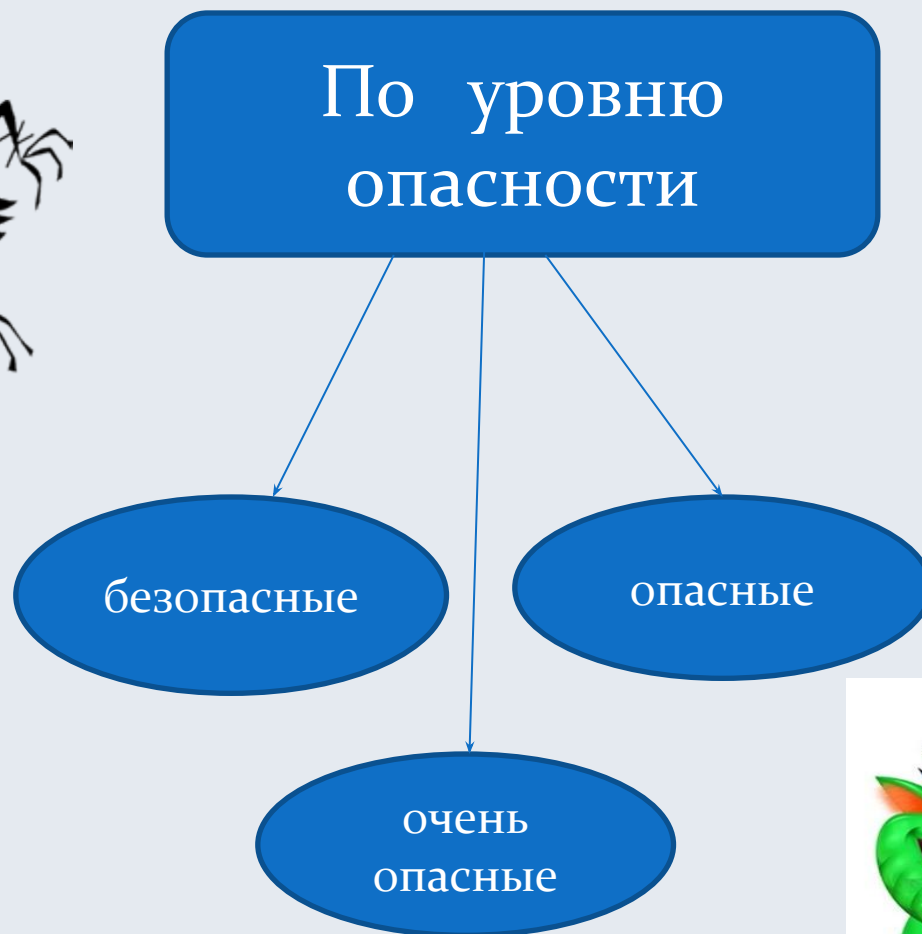 По уровню
опасности
безопасные
опасные
очень
опасные